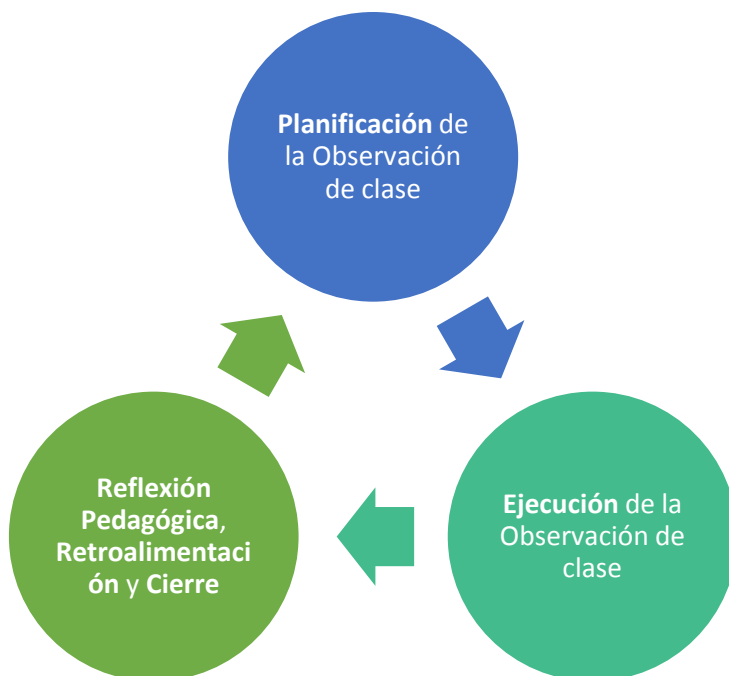 Planificación de
la Observación
de clase
Ejecución de la
Observación de
clase
Reflexión
Pedagógica,
Retroalimentaci
ón y Cierre